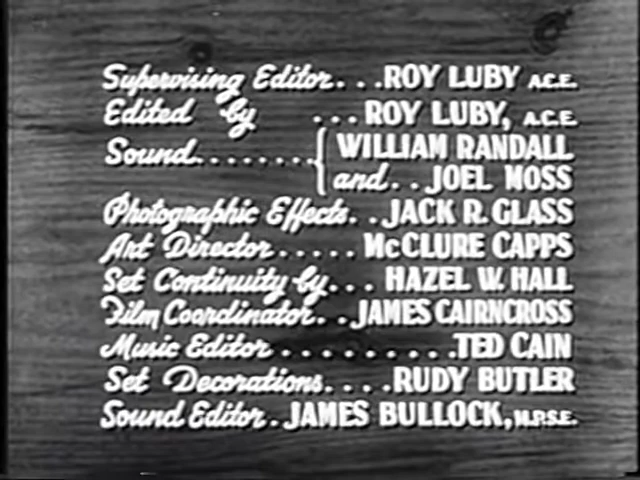 Supervising Editor. . .ROY LUBY A.C.E.
Edited by . . . ROY LUBY, A.C.E.
Sound. . . . . . . . WILLIAM RANDALL
and. . JOEL MOSS
Photographic Effects. . JACK R. GLASS
Art Director. . . . . McCLURE CAPPS
Set Continuity by. . . HAZEL W. HALL
Film Coordinator. . JAMES CAIRNCROSS
Music Editor. . . . . . . . . .TED CAIN
Set Decorations. . . . RUDY BUTLER
Sound Editor. JAMES BULLOCK, M.P.S.E.